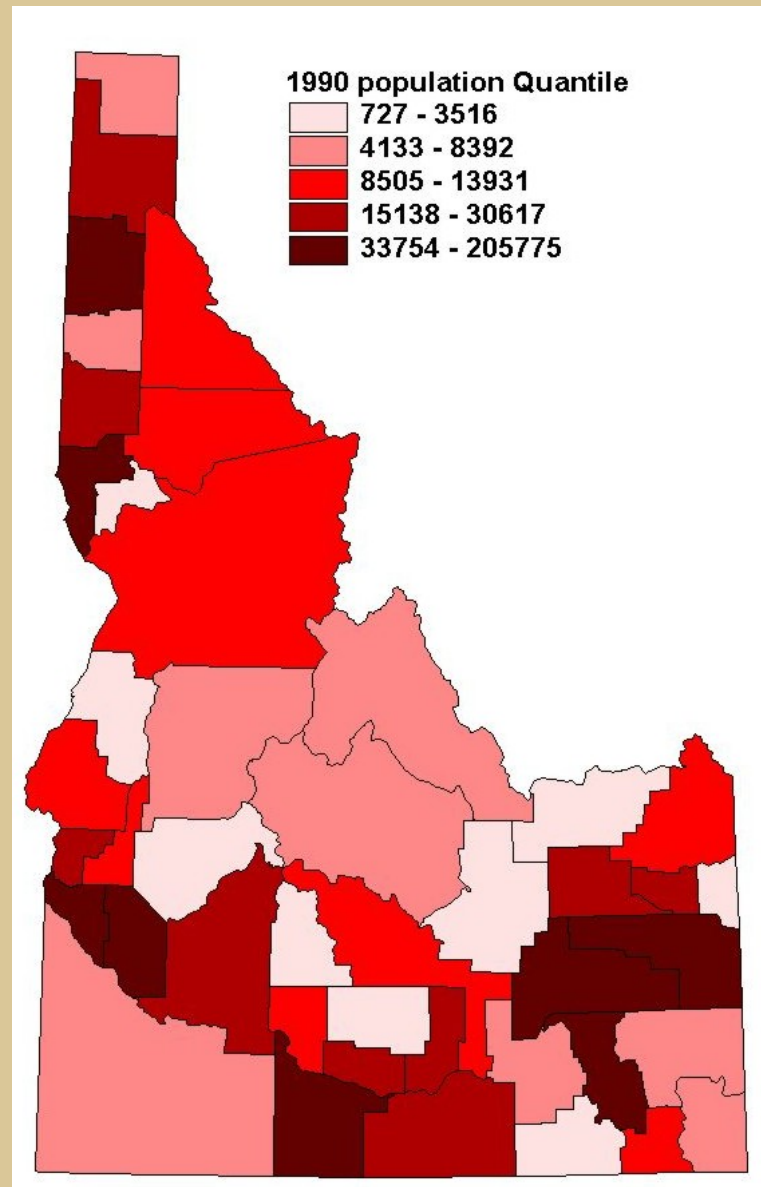 1990 population Quantile
727 - 3516
4133 - 8392
8505 - 13931
15138 - 30617
33754 - 205775